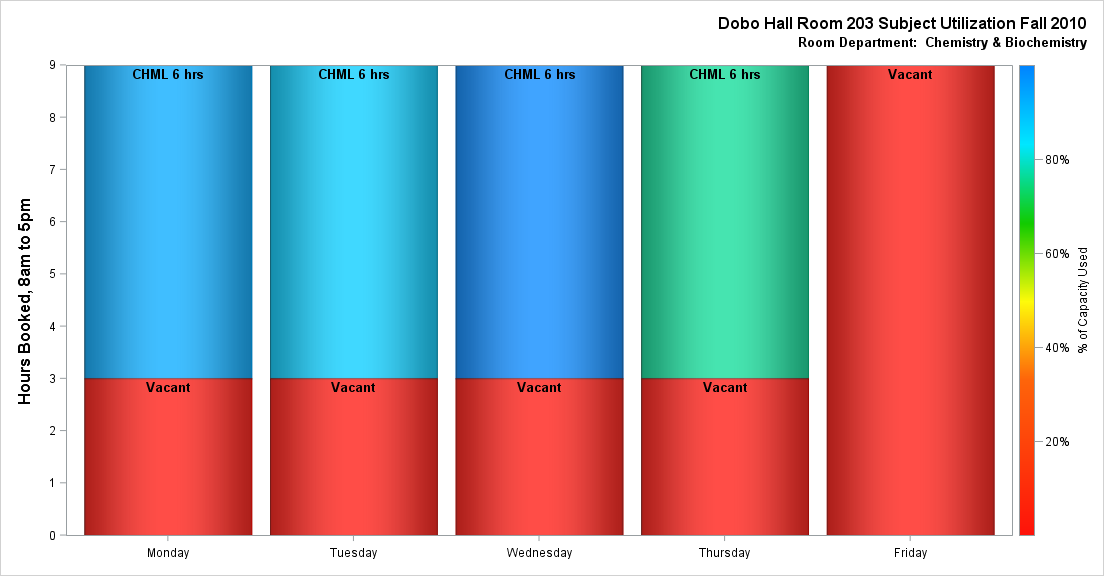 Dobo Hall Room 203 Subject Utilization Fall 2010
Room Department:  Chemistry & Biochemistry
Hours Booked, 8am to 5pm
9
8
7
6
5
4
3
2
1
0
CHML 6 hrs
CHML 6 hrs
CHML 6 hrs
CHML 6 hrs
Vacant
Vacant
Vacant
Vacant
Vacant
Monday
Tuesday
Wednesday
Thursday
Friday
80%
60%
40%
20%
% of Capacity Used